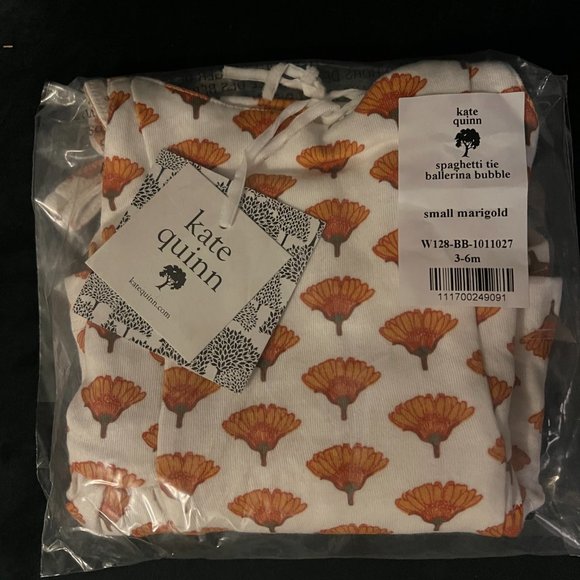 kate
quinn
spaghetti tie
ballerina bubble
small marigold
W128-BB-1011027
3-6m
111700249091
kate
quinn
katequinn.com